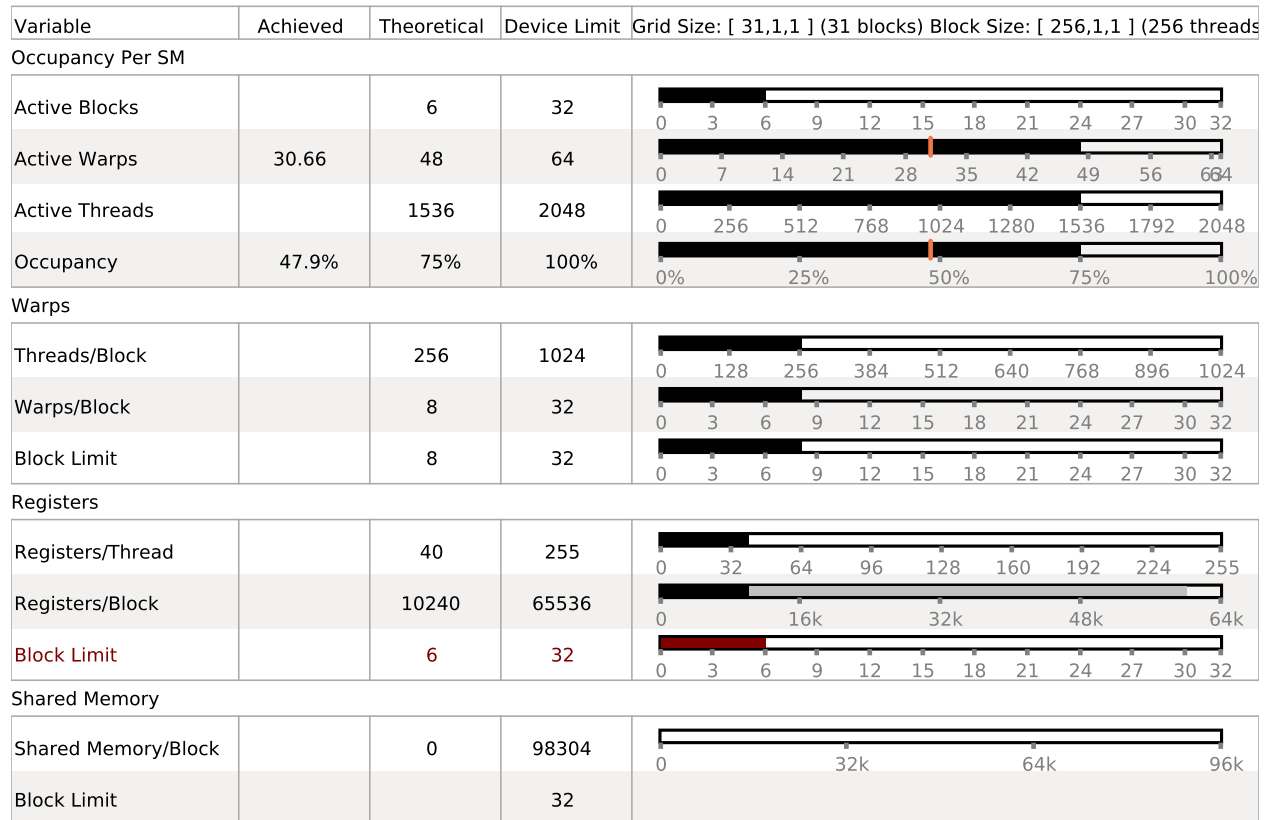 Variable Achieved Theoretical Device Limit Grid Size: [ 31,1,1 ] (31 blocks) Block Size: [ 256,1,1 ] (256 threads
Occupancy Per SM
Active Blocks 6 32
0 3 6 9 12 15 18 21 24 27 30 32
Active Warps 30.66 48 64
0 7 14 21 28 35 42 49 56 63 64
Active Threads 1536 2048
0 256 512 768 1024 1280 1536 1792 2048
Occupancy 47.9% 75% 100%
0% 25% 50% 75% 100%
Warps
Threads/Block 256 1024
0 128 256 384 512 640 768 896 1024
Warps/Block 8 32
0 3 6 9 12 15 18 21 24 27 30 32
Block Limit 8 32
0 3 6 9 12 15 18 21 24 27 30 32
Registers
Registers/Thread 40 255
0 32 64 96 128 160 192 224 255
Registers/Block 10240 65536
0 16k 32k 48k 64k
Block Limit 6 32
0 3 6 9 12 15 18 21 24 27 30 32
Shared Memory
Shared Memory/Block 0 98304
0 32k 64k 96k
Block Limit 32